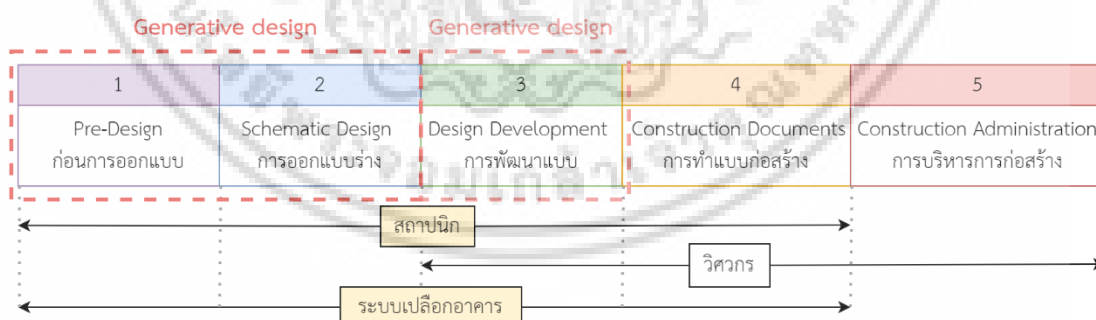 Generative design Generative design
1 2 3 4 5
Pre-Design Schematic Design Design Development Construction Documents Construction Administration
ก่อนการออกแบบ การออกแบบร่าง การพัฒนาแบบ การทำแบบก่อสร้าง การบริหารการก่อสร้าง
สถาปนิก
วิศวกร
ระบบเปลือกอาคาร